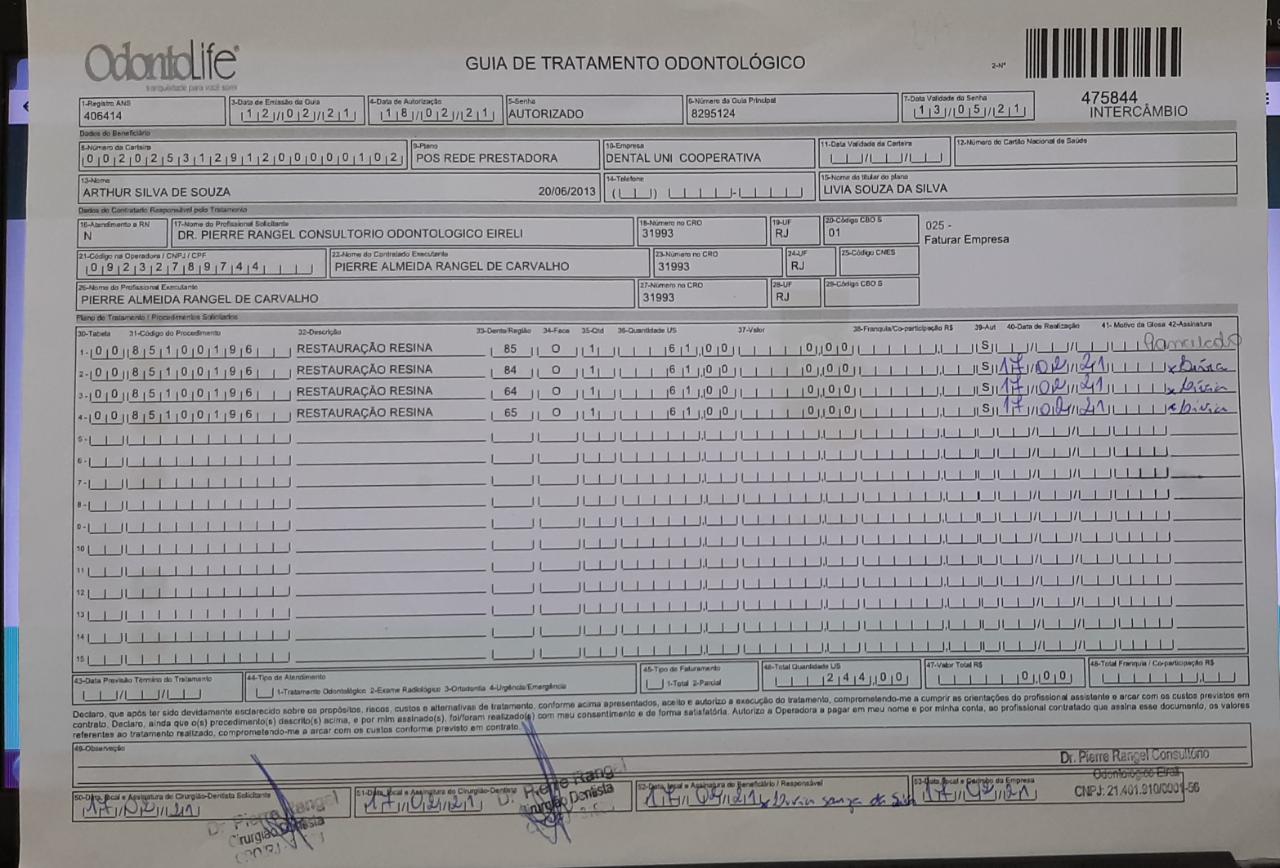 OdontoLife
tranquilidade para você sorrir
GUIA DE TRATAMENTO ODONTOLÓGICO
2-Nº
475844
INTERCÂMBIO
1-Registro ANS
406414
3-Data de Emissão da Guia
12/02/21
4-Data de Autorização
18/02/21
5-Senha
AUTORIZADO
6-Número da Guia Principal
8295124
7-Data Validade da Senha
13/05/21
Dados do Beneficiário
8-Número da Carteira
00202531291200000102
9-Plano
POS REDE PRESTADORA
10-Empresa
DENTAL UNI COOPERATIVA
11-Data Validade da Carteira
12-Número do Cartão Nacional de Saúde
13-Nome
ARTHUR SILVA DE SOUZA 20/06/2013
14-Telefone
15-Nome do titular do plano
LIVIA SOUZA DA SILVA
Dados do Contratado Responsável pelo Tratamento
16-Atendimento a RN
N
17-Nome do Profissional Solicitante
DR. PIERRE RANGEL CONSULTORIO ODONTOLOGICO EIRELI
18-Número no CRO
31993
19-UF
RJ
20-Código CBO S
01
025 -
Faturar Empresa
21-Código na Operadora / CNPJ / CPF
09232789744
22-Nome do Contratado Executante
PIERRE ALMEIDA RANGEL DE CARVALHO
23-Número no CRO
31993
24-UF
RJ
25-Código CNES
26-Nome do Profissional Executante
PIERRE ALMEIDA RANGEL DE CARVALHO
27-Número no CRO
31993
28-UF
RJ
29-Código CBO S
Plano de Tratamento / Procedimentos Solicitados
30-Tabela 31-Código do Procedimento 32-Descrição 33-Dente/Região 34-Face 35-Qtd 36-Quantidade US 37-Valor 38-Franquia/Co-participação R$ 39-Aut 40-Data de Realização 41- Motivo da Glosa 42-Assinatura
1- 00 85100196 RESTAURAÇÃO RESINA 85 O 1 61,00 0,00 S
2- 00 85100196 RESTAURAÇÃO RESINA 84 O 1 61,00 0,00 S 17/02/21 x Livia
3- 00 85100196 RESTAURAÇÃO RESINA 64 O 1 61,00 0,00 S 17/02/21 x Livia
4- 00 85100196 RESTAURAÇÃO RESINA 65 O 1 61,00 0,00 S 17/02/21 x Livia
5-
6-
7-
8-
9-
10
11
12
13
14
15
43-Data Previsão Término do Tratamento
44-Tipo de Atendimento
1-Tratamento Odontológico 2-Exame Radiológico 3-Ortodontia 4-Urgência/Emergência
45-Tipo de Faturamento
1-Total 2-Parcial
46-Total Quantidade US
244,00
47-Valor Total R$
0,00
48-Total Franquia / Co-participação R$
Declaro, que após ter sido devidamente esclarecido sobre os propósitos, riscos, custos e alternativas de tratamento, conforme acima apresentados, aceito e autorizo a execução do tratamento, comprometendo-me a cumprir as orientações do profissional assistente e arcar com os custos previstos em
contrato. Declaro, ainda que o(s) procedimento(s) descrito(s) acima, e por mim assinado(s), foi/foram realizado(s) com meu consentimento e de forma satisfatória. Autorizo a Operadora a pagar em meu nome e por minha conta, ao profissional contratado que assina esse documento, os valores
referentes ao tratamento realizado, comprometendo-me a arcar com os custos conforme previsto em contrato.
49-Observação
50-Data, local e Assinatura do Cirurgião-Dentista Solicitante
17/02/21
Dr. Pierre Rangel
Cirurgião Dentista
51-Data, local e Assinatura do Cirurgião-Dentista
17/02/21
Dr. Pierre Rangel
Cirurgião Dentista
52-Data, local e Assinatura do Beneficiário / Responsável
17/02/21 x Livia souza da Silva
53-Data, local e Carimbo da Empresa
17/02/21
Dr. Pierre Rangel Consultório
Odontológico Eireli
CNPJ: 21.401.910/0001-56